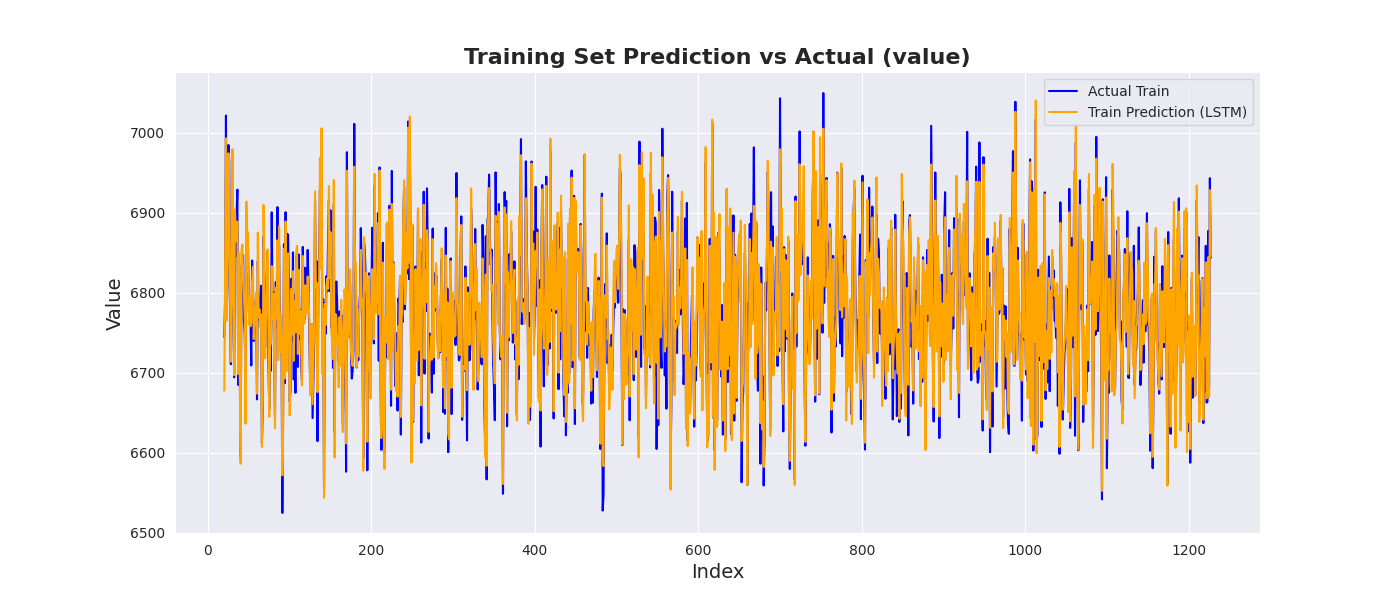 Training Set Prediction vs Actual (value)
Actual Train
Train Prediction (LSTM)
Value
7000
6900
6800
6700
6600
6500
0 200 400 600 800 1000 1200
Index